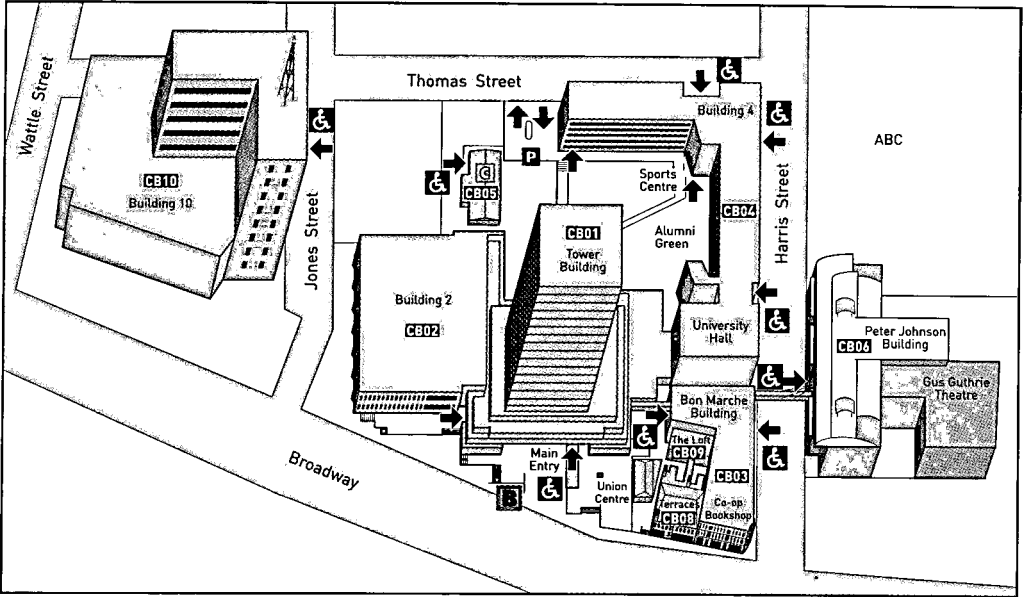 Thomas Street
Wattle Street
Building 4
ABC
P
C
CB05
CB10
Building 10
Sports
Centre
CB04
Harris Street
Jones Street
CB01
Tower
Building
Alumni
Green
Building 2
CB02
University
Hall
Peter Johnson
CB06
Building
Gus Guthrie
Theatre
Bon Marche
Building
The Loft
CB09
Main
Entry
CB03
Broadway
Union
Centre
B
Terraces
CB08
Co-op
Bookshop